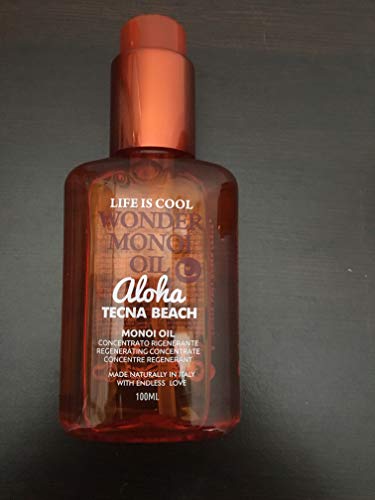 LIFE IS COOL
WONDER
MONOI
OIL
Aloha
TECNA BEACH
MONOI OIL
CONCENTRATO RIGENERANTE
REGENERATING CONCENTRATE
CONCENTRE REGENERANT
MADE NATURALLY IN ITALY
WITH ENDLESS LOVE
100ML